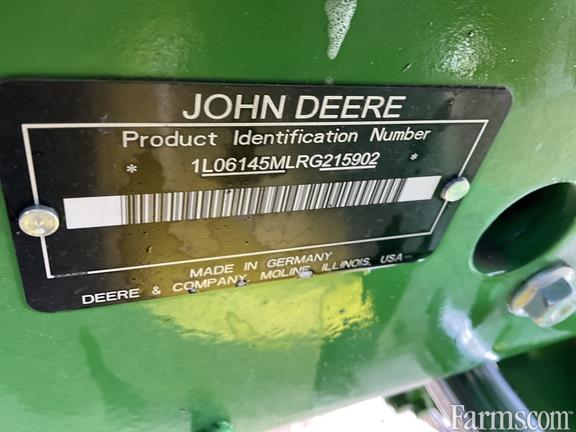 JOHN DEERE
Product Identification Number
* 1L06145MLRG215902 *
MADE IN GERMANY
DEERE & COMPANY, MOLINE, ILLINOIS, USA
Farms.com